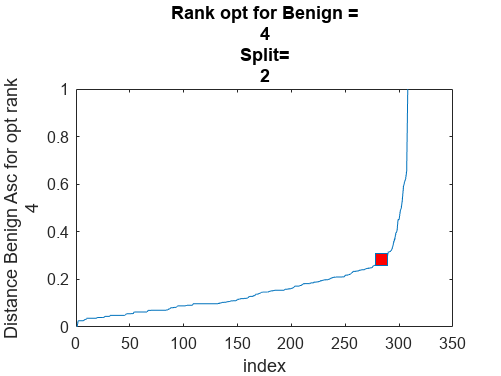 Rank opt for Benign =
4
Split=
2
Distance Benign Asc for opt rank
4
1
0.8
0.6
0.4
0.2
0
0 50 100 150 200 250 300 350
index